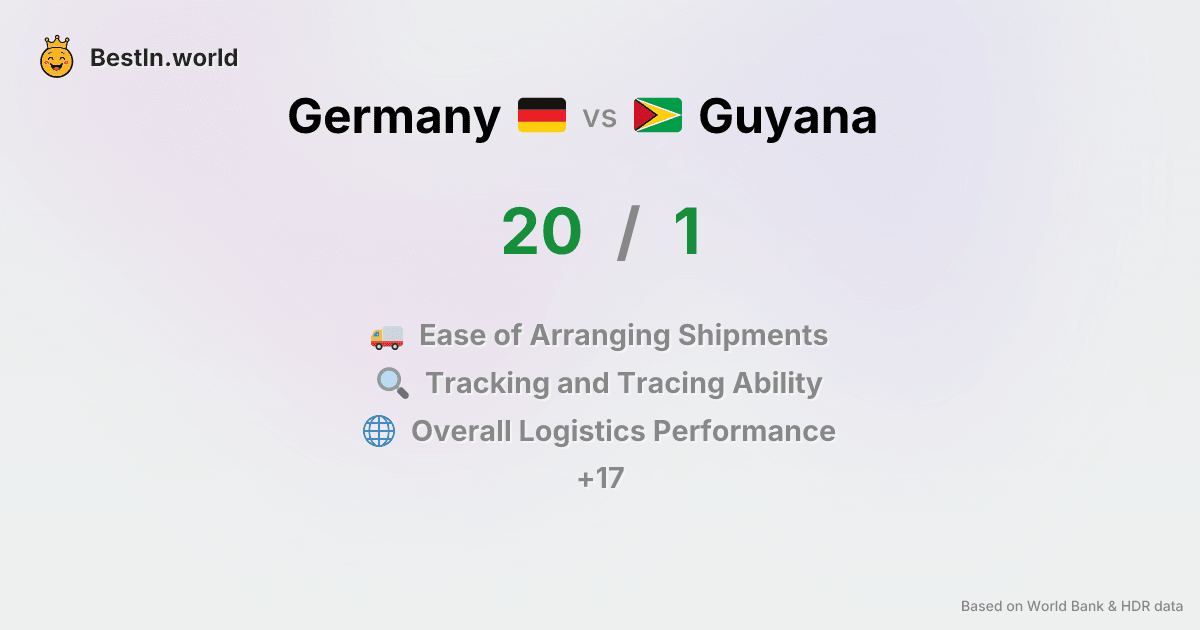 BestIn.world
Germany vs Guyana
20 / 1
Ease of Arranging Shipments
Tracking and Tracing Ability
Overall Logistics Performance
+17
Based on World Bank & HDR data